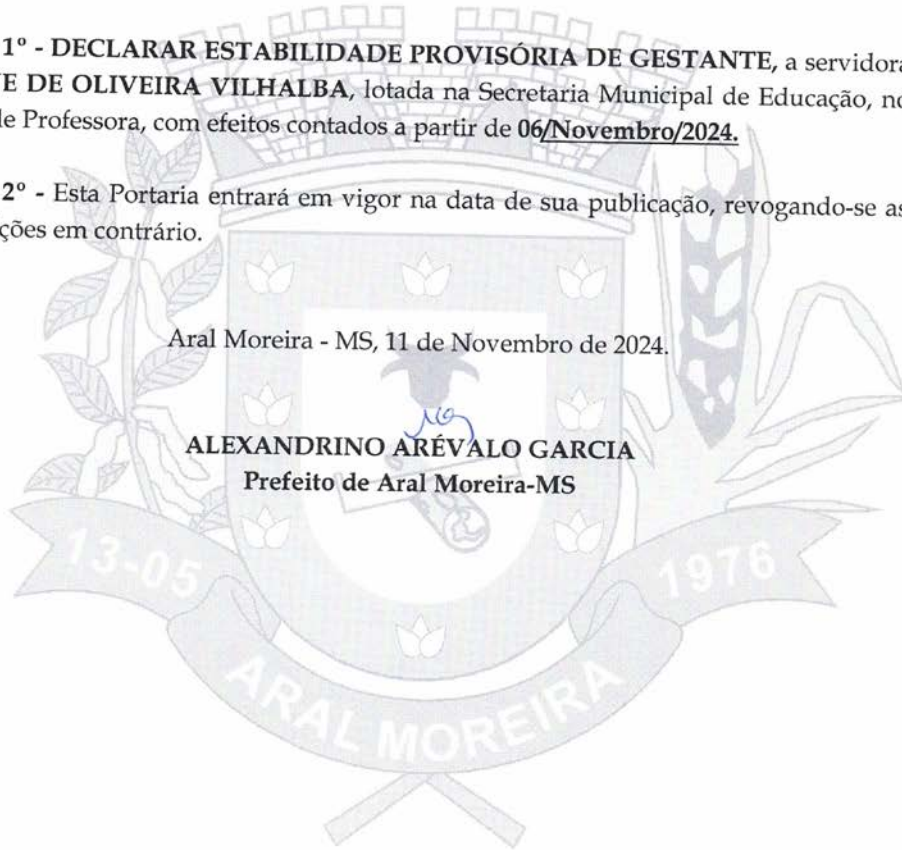 1º - DECLARAR ESTABILIDADE PROVISÓRIA DE GESTANTE, a servidora
DE OLIVEIRA VILHALBA, lotada na Secretaria Municipal de Educação, no
Professora, com efeitos contados a partir de 06/Novembro/2024.
2º - Esta Portaria entrará em vigor na data de sua publicação, revogando-se as
ções em contrário.
Aral Moreira - MS, 11 de Novembro de 2024.
ALEXANDRINO ARÉVALO GARCIA
Prefeito de Aral Moreira-MS
13-05
1976
ARAL MOREIRA